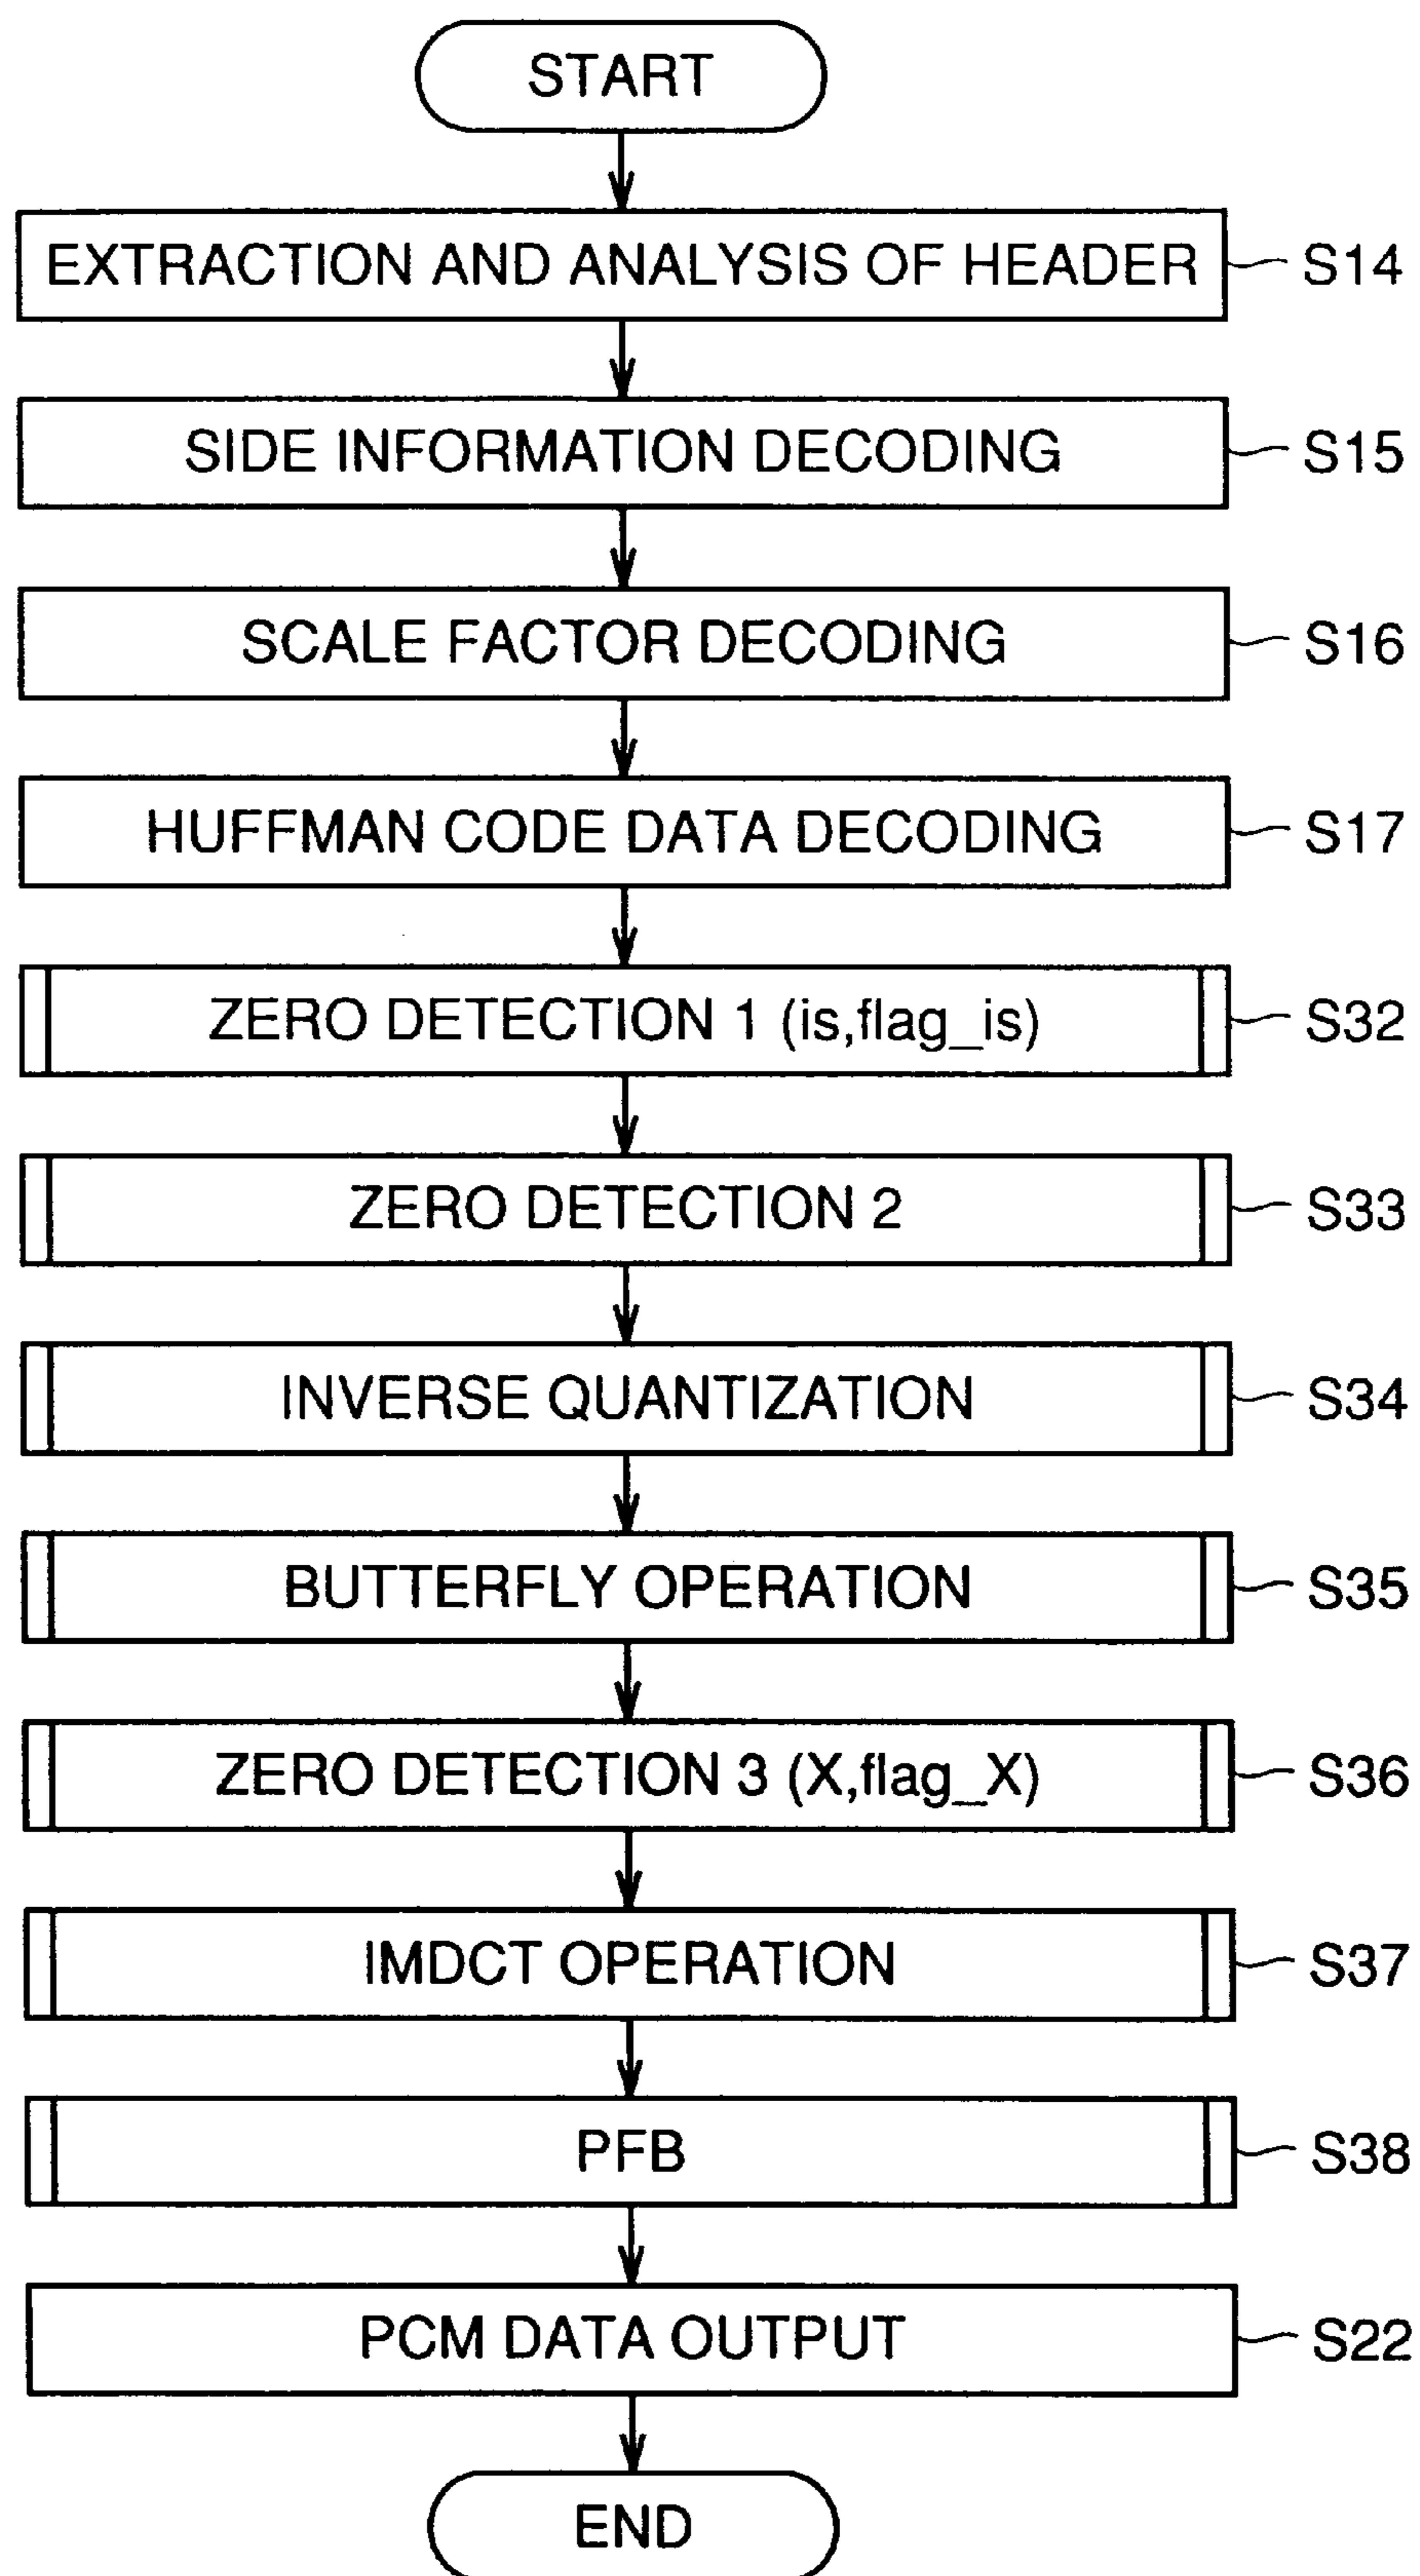 START
EXTRACTION AND ANALYSIS OF HEADER S14
SIDE INFORMATION DECODING S15
SCALE FACTOR DECODING S16
HUFFMAN CODE DATA DECODING S17
ZERO DETECTION 1 (is,flag_is) S32
ZERO DETECTION 2 S33
INVERSE QUANTIZATION S34
BUTTERFLY OPERATION S35
ZERO DETECTION 3 (X,flag_X) S36
IMDCT OPERATION S37
PFB S38
PCM DATA OUTPUT S22
END